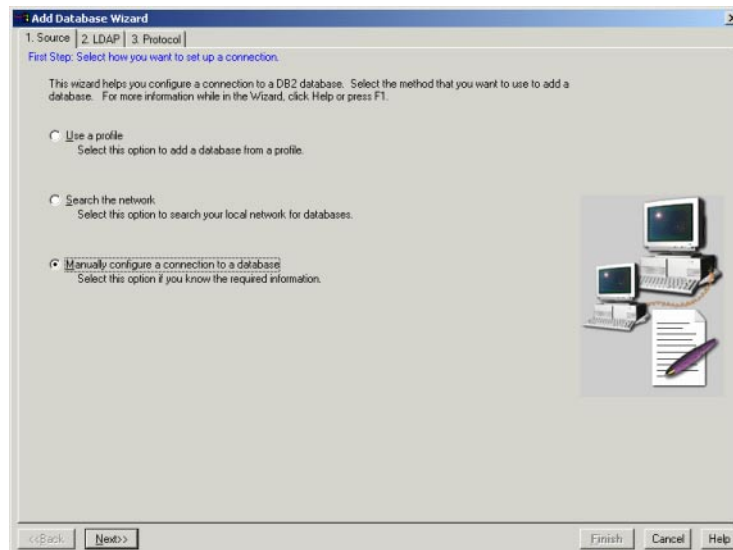 Add Database Wizard
1. Source 2. LDAP 3. Protocol
First Step: Select how you want to set up a connection.
This wizard helps you configure a connection to a DB2 database. Select the method that you want to use to add a
database. For more information while in the Wizard, click Help or press F1.
Use a profile
Select this option to add a database from a profile.
Search the network
Select this option to search your local network for databases.
Manually configure a connection to a database
Select this option if you know the required information.
<<Back Next>> Finish Cancel Help